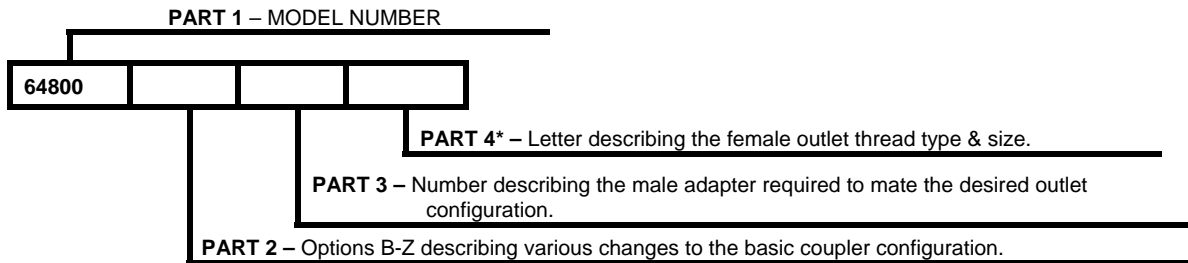 PART 1 – MODEL NUMBER
64800
PART 4* – Letter describing the female outlet thread type & size.
PART 3 – Number describing the male adapter required to mate the desired outlet
configuration.
PART 2 – Options B-Z describing various changes to the basic coupler configuration.